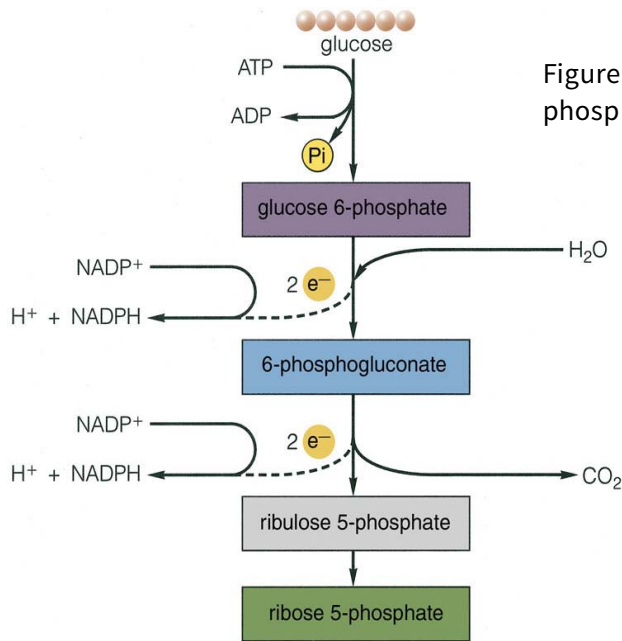 glucose
ATP
Figure
phosp
ADP
Pi
glucose 6-phosphate
H₂O
NADP⁺
2 e⁻
H⁺ + NADPH
6-phosphogluconate
NADP⁺
2 e⁻
H⁺ + NADPH
CO₂
ribulose 5-phosphate
ribose 5-phosphate